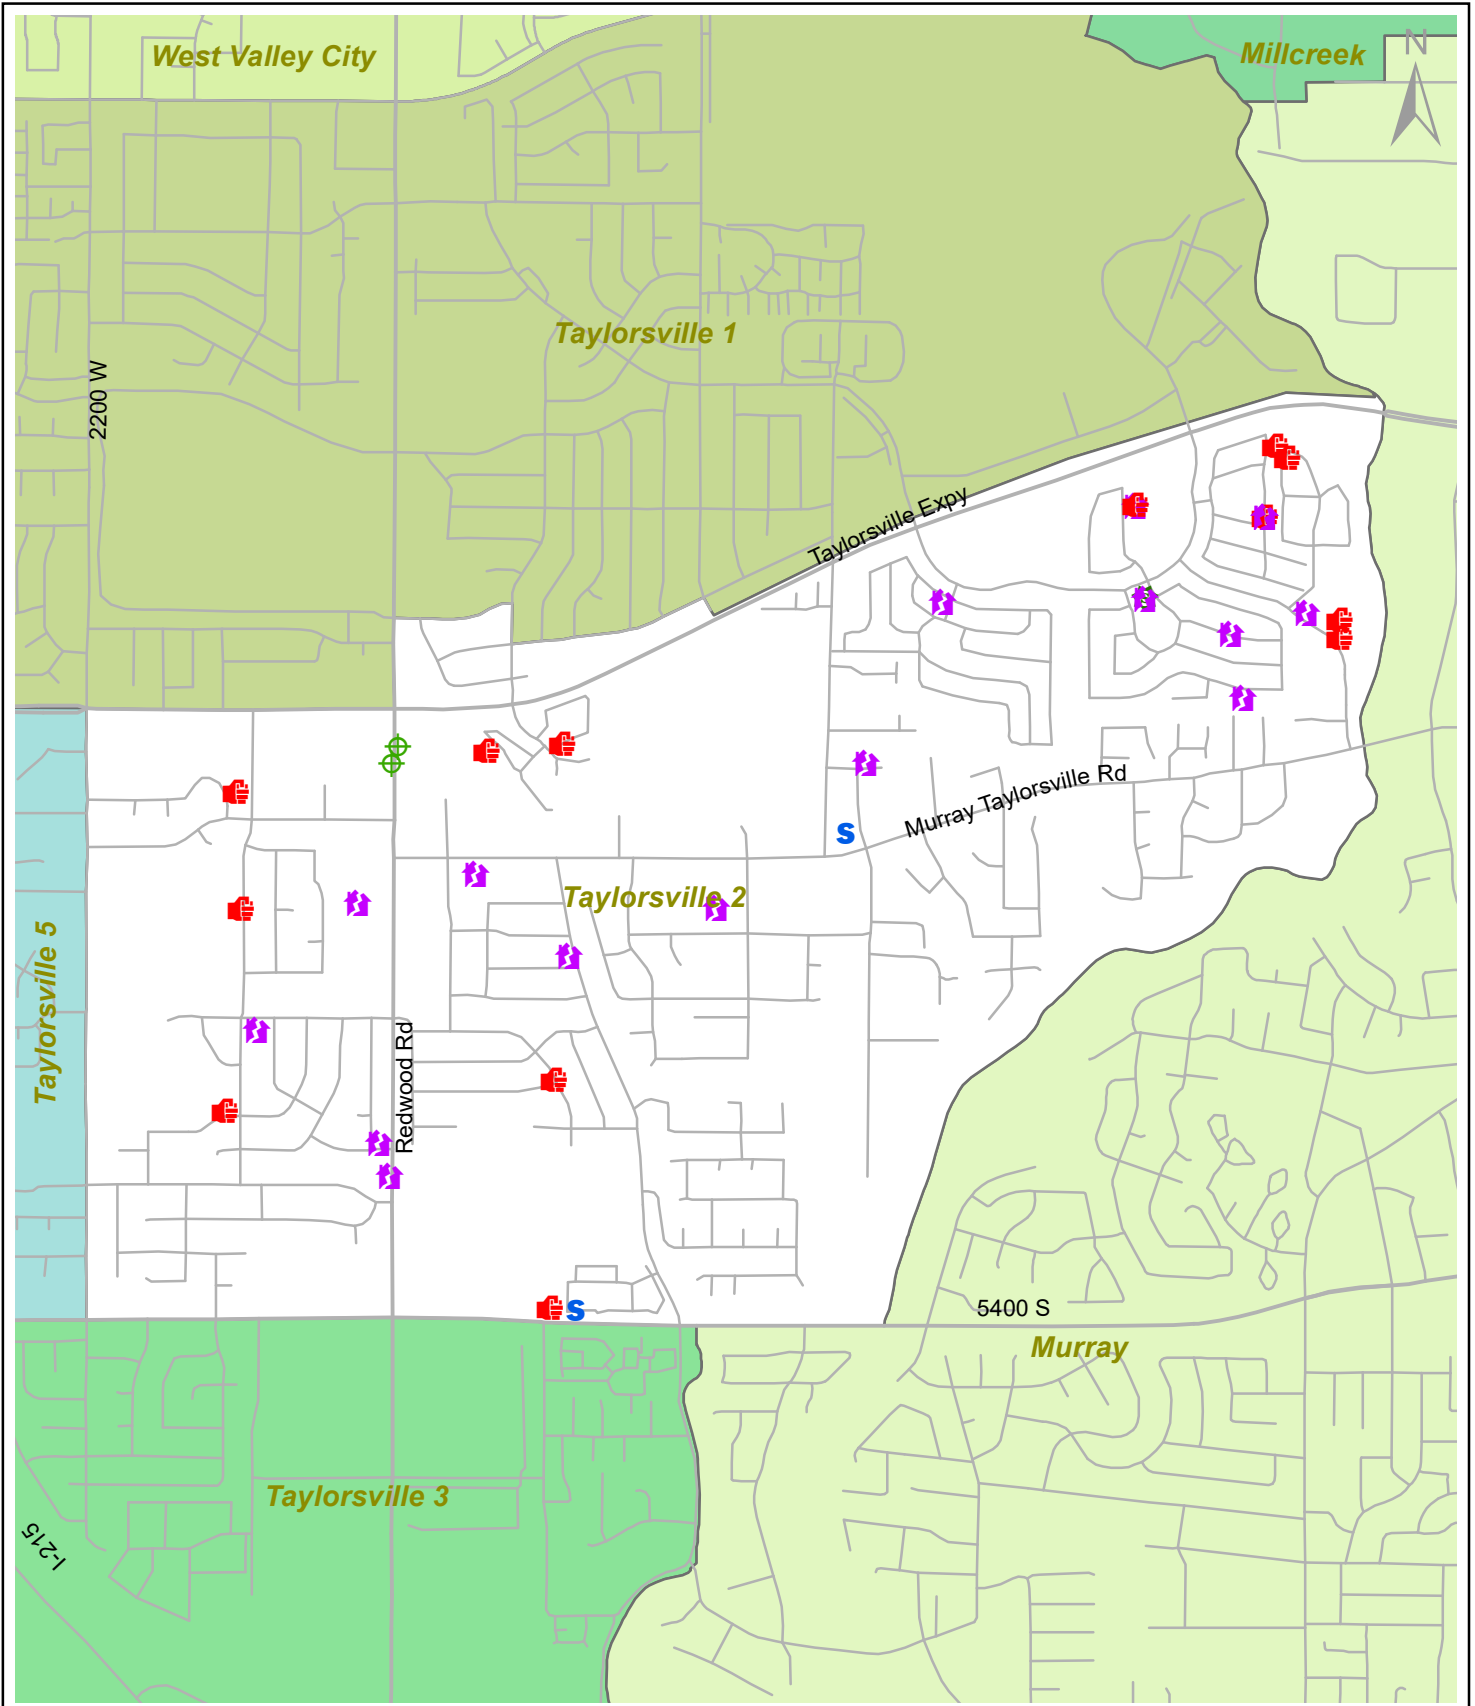 West Valley City
Millcreek
N
Taylorsville 1
2200 W
Taylorsville Expy
Murray Taylorsville Rd
S
Taylorsville 2
Taylorsville 5
Redwood Rd
S
5400 S
Murray
Taylorsville 3
I-215